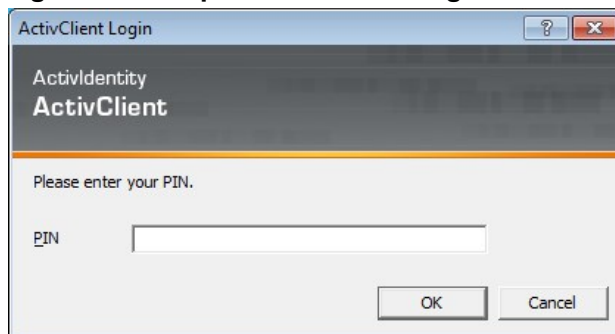 ActivClient Login
?
ActivIdentity
ActivClient
Please enter your PIN.
PIN
OK Cancel